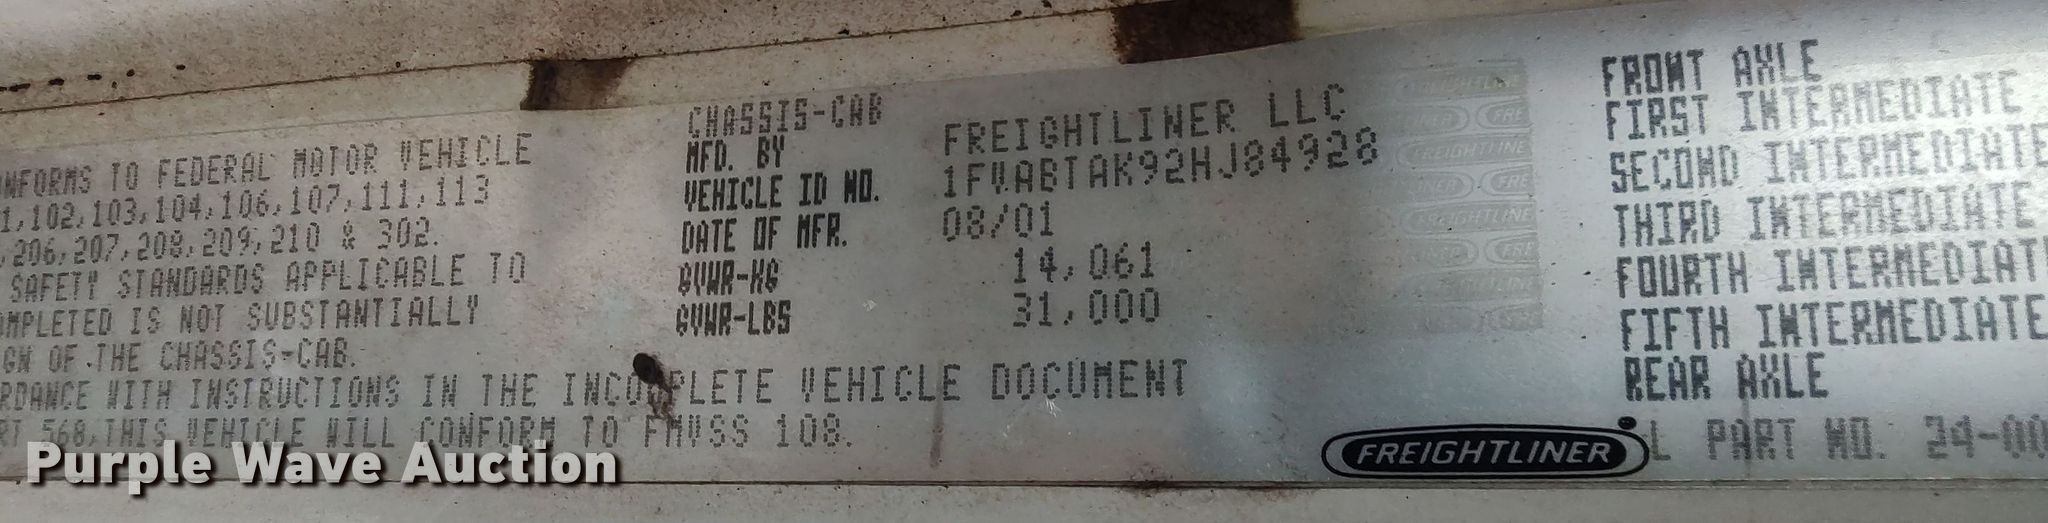 ONFORMS TO FEDERAL MOTOR VEHICLE
1,102,103,104,106,107,111,113
,206,207,208,209,210 & 302.
SAFETY STANDARDS APPLICABLE TO
OMPLETED IS NOT SUBSTANTIALLY
GN OF THE CHASSIS-CAB.
RDANCE WITH INSTRUCTIONS IN THE INCOMPLETE VEHICLE DOCUMENT
RT 568,THIS VEHICLE WILL CONFORM TO FMVSS 108.
CHASSIS-CAB
MFD. BY FREIGHTLINER LLC
VEHICLE ID NO. 1FVABTAK92HJ84928
DATE OF MFR. 08/01
GVWR-KG 14,061
GVWR-LBS 31,000
FRONT AXLE
FIRST INTERMEDIATE
SECOND INTERMEDIATE
THIRD INTERMEDIATE
FOURTH INTERMEDIAT
FIFTH INTERMEDIATE
REAR AXLE
FREIGHTLINER
L PART NO. 24-00
Purple Wave Auction